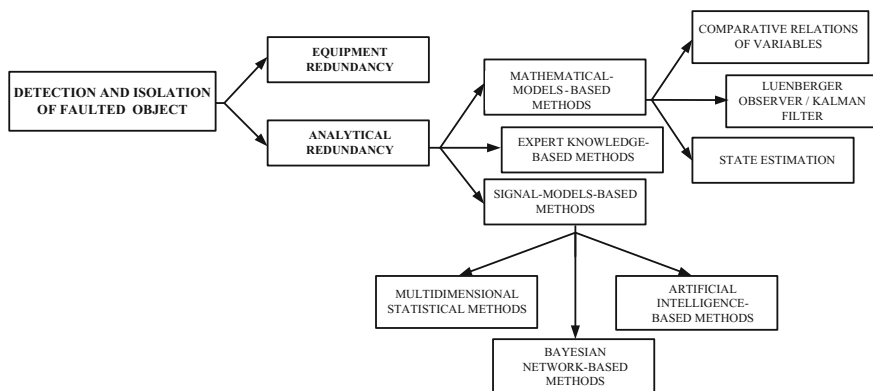 DETECTION AND ISOLATION
OF FAULTED OBJECT
EQUIPMENT
REDUNDANCY
ANALYTICAL
REDUNDANCY
MATHEMATICAL-
MODELS-BASED
METHODS
EXPERT KNOWLEDGE-
BASED METHODS
SIGNAL-MODELS-BASED
METHODS
COMPARATIVE RELATIONS
OF VARIABLES
LUENBERGER
OBSERVER / KALMAN
FILTER
STATE ESTIMATION
MULTIDIMENSIONAL
STATISTICAL METHODS
BAYESIAN
NETWORK-BASED
METHODS
ARTIFICIAL
INTELLIGENCE-
BASED METHODS